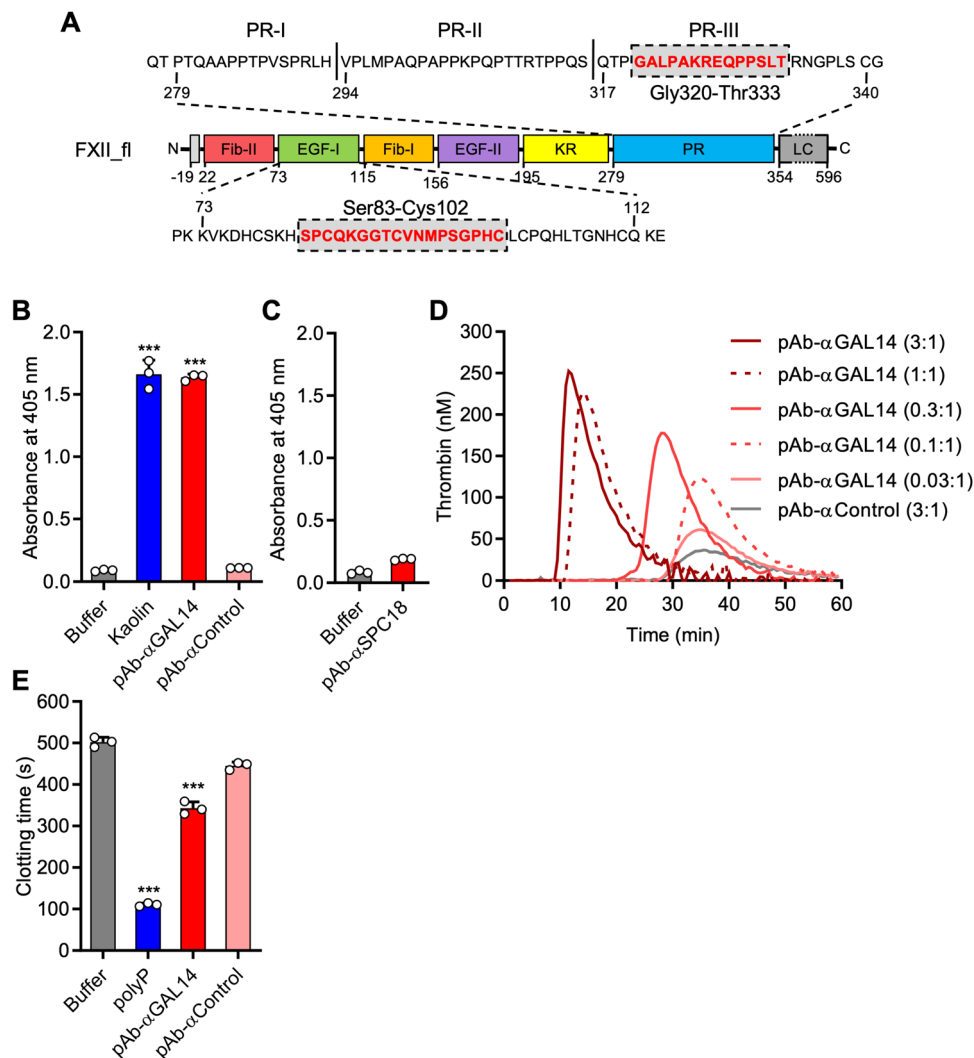 A
PR-I PR-II PR-III
QT PTQAAPPTPVSPRLH VPLMPAQPAPPKPQPTTRTPPQS QTP GALPAKREQPPSLT RNGPLS CG
279 294 317 Gly320-Thr333 340
FXII_fl N Fib-II EGF-I Fib-I EGF-II KR PR LC C
-19 22 73 115 156 195 279 354 596
73 Ser83-Cys102 112
PK KVKDHCSKH SPCQKGGTCVNMPSGPHC LCPQHLTGNHCQ KE
B
Absorbance at 405 nm
2.0
1.5
1.0
0.5
0.0
***
***
Buffer
Kaolin
pAb-αGAL14
pAb-αControl
C
Absorbance at 405 nm
2.0
1.5
1.0
0.5
0.0
Buffer
pAb-αSPC18
D
Thrombin (nM)
300
250
200
150
100
50
0
0 10 20 30 40 50 60
Time (min)
pAb-αGAL14 (3:1)
pAb-αGAL14 (1:1)
pAb-αGAL14 (0.3:1)
pAb-αGAL14 (0.1:1)
pAb-αGAL14 (0.03:1)
pAb-αControl (3:1)
E
Clotting time (s)
600
500
400
300
200
100
0
***
***
Buffer
polyP
pAb-αGAL14
pAb-αControl